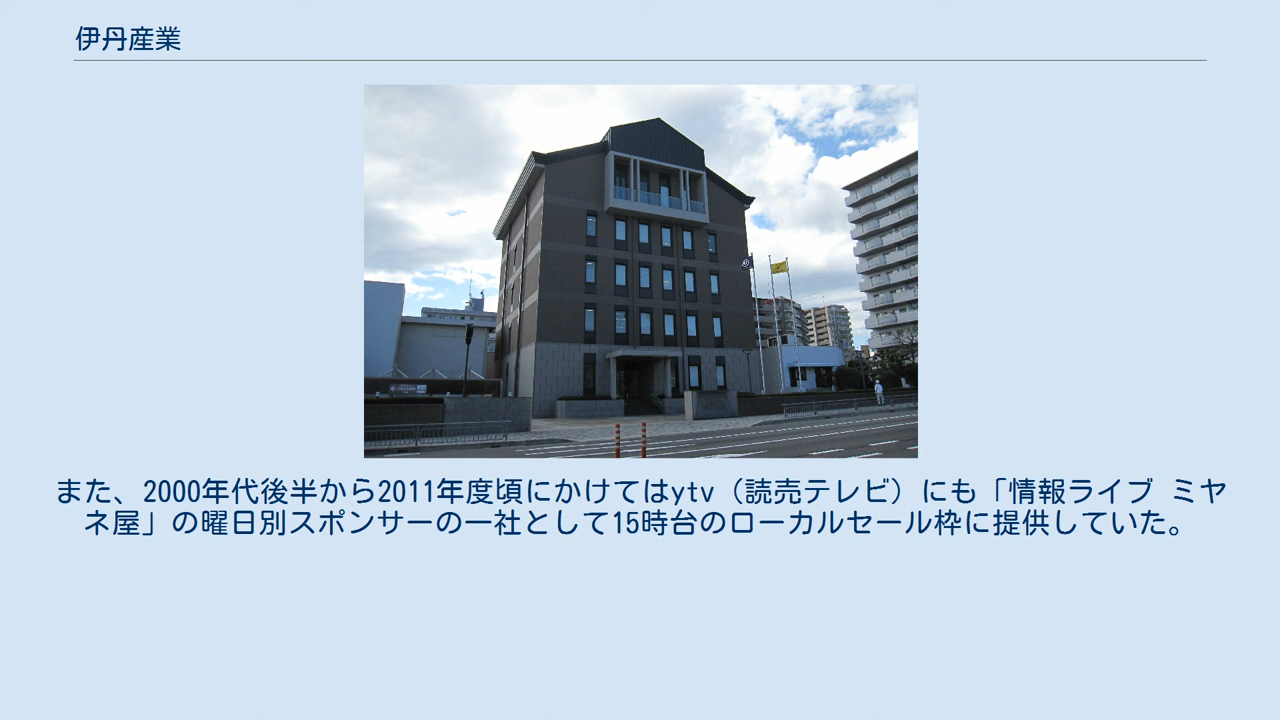 伊丹産業
また、2000年代後半から2011年度頃にかけてはytv（読売テレビ）にも「情報ライブ ミヤ
ネ屋」の曜日別スポンサーの一社として15時台のローカルセール枠に提供していた。